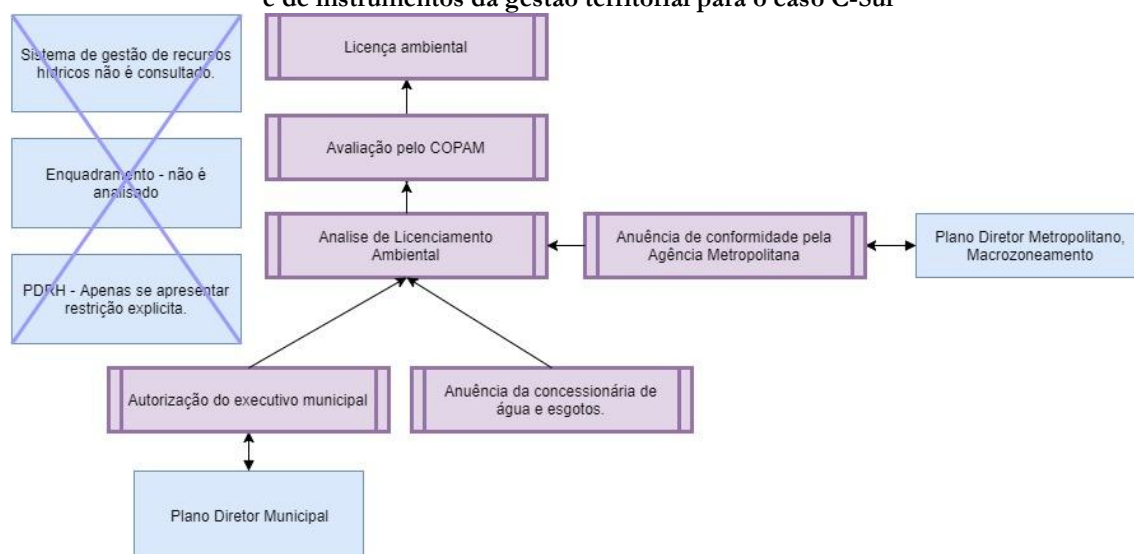 e de instrumentos da gestão territorial para o caso C-Sul
Sistema de gestão de recursos
hídricos não é consultado.
Licença ambiental
Avaliação pelo COPAM
Enquadramento - não é
analisado
Analise de Licenciamento
Ambiental
Anuência de conformidade pela
Agência Metropolitana
Plano Diretor Metropolitano,
Macrozoneamento
PDRH - Apenas se apresentar
restrição explicita.
Autorização do executivo municipal
Anuência da concessionária de
água e esgotos.
Plano Diretor Municipal